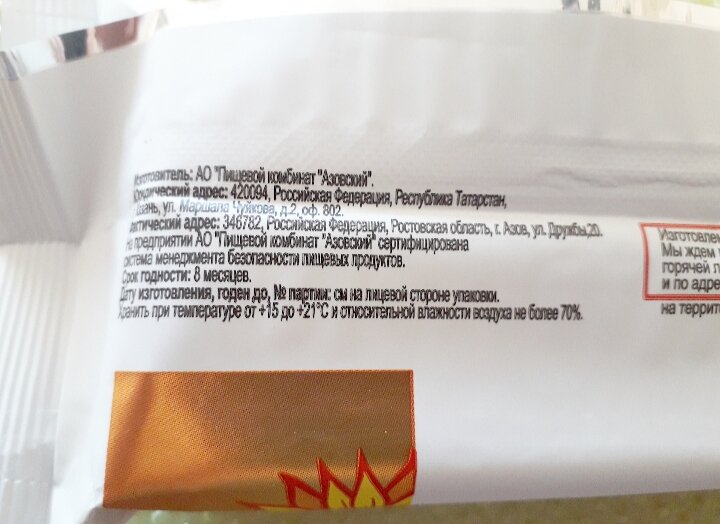 Изготовитель: АО "Пищевой комбинат "Азовский".
Юридический адрес: 420094, Российская Федерация, Республика Татарстан,
Казань, ул. Маршала Чуйкова, д.2, оф. 802.
Фактический адрес: 346782, Российская Федерация, Ростовская область, г. Азов, ул. Дружбы,20.
На предприятии АО "Пищевой комбинат "Азовский" сертифицирована
система менеджмента безопасности пищевых продуктов.
Срок годности: 8 месяцев.
Дату изготовления, годен до, № партии: см на лицевой стороне упаковки.
Хранить при температуре от +15 до +21°С и относительной влажности воздуха не более 70%.
Мы ждем
горячей
и по адре
на террит